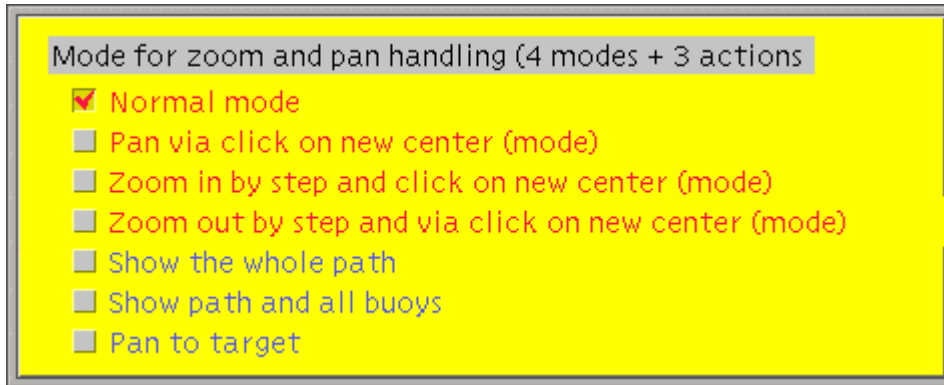 Mode for zoom and pan handling (4 modes + 3 actions
Normal mode
Pan via click on new center (mode)
Zoom in by step and click on new center (mode)
Zoom out by step and via click on new center (mode)
Show the whole path
Show path and all buoys
Pan to target